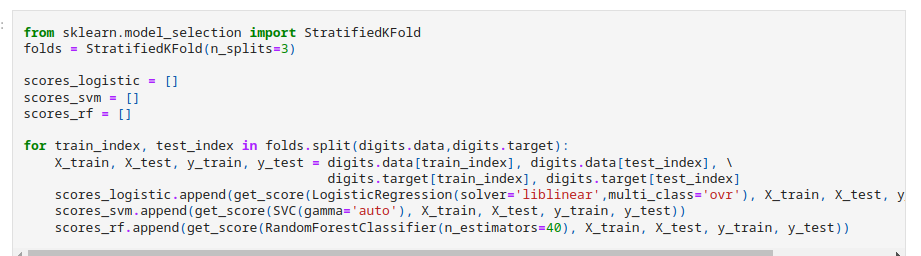 :
from sklearn.model_selection import StratifiedKFold
folds = StratifiedKFold(n_splits=3)
scores_logistic = []
scores_svm = []
scores_rf = []
for train_index, test_index in folds.split(digits.data,digits.target):
    X_train, X_test, y_train, y_test = digits.data[train_index], digits.data[test_index], \
                                       digits.target[train_index], digits.target[test_index]
    scores_logistic.append(get_score(LogisticRegression(solver='liblinear',multi_class='ovr'), X_train, X_test, y
    scores_svm.append(get_score(SVC(gamma='auto'), X_train, X_test, y_train, y_test))
    scores_rf.append(get_score(RandomForestClassifier(n_estimators=40), X_train, X_test, y_train, y_test))